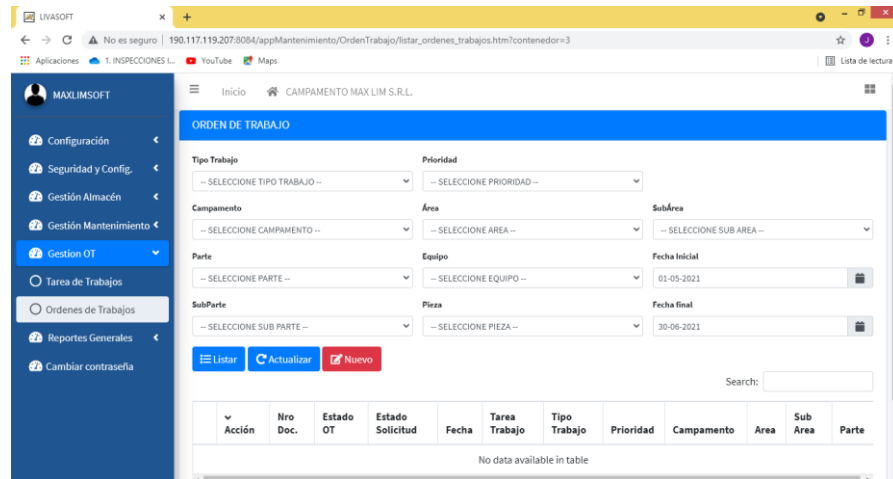 LIVASOFT
No es seguro | 190.117.119.207:8084/appMantenimiento/OrdenTrabajo/listar_ordenes_trabajos.htm?contenedor=3
J
Aplicaciones 1. INSPECCIONES I... YouTube Maps Lista de lectura
MAXLIMSOFT
Inicio CAMPAMENTO MAX LIM S.R.L.
Configuración
Seguridad y Config.
Gestión Almacén
Gestión Mantenimiento
Gestion OT
Tarea de Trabajos
Ordenes de Trabajos
Reportes Generales
Cambiar contraseña
ORDEN DE TRABAJO
Tipo Trabajo Prioridad
-- SELECCIONE TIPO TRABAJO -- -- SELECCIONE PRIORIDAD --
Campamento Área SubÁrea
-- SELECCIONE CAMPAMENTO -- -- SELECCIONE AREA -- -- SELECCIONE SUB AREA --
Parte Equipo Fecha Inicial
-- SELECCIONE PARTE -- -- SELECCIONE EQUIPO -- 01-05-2021
SubParte Pieza Fecha final
-- SELECCIONE SUB PARTE -- -- SELECCIONE PIEZA -- 30-06-2021
Listar Actualizar Nuevo
Search:
Acción Nro Doc. Estado OT Estado Solicitud Fecha Tarea Trabajo Tipo Trabajo Prioridad Campamento Area Sub Area Parte
No data available in table